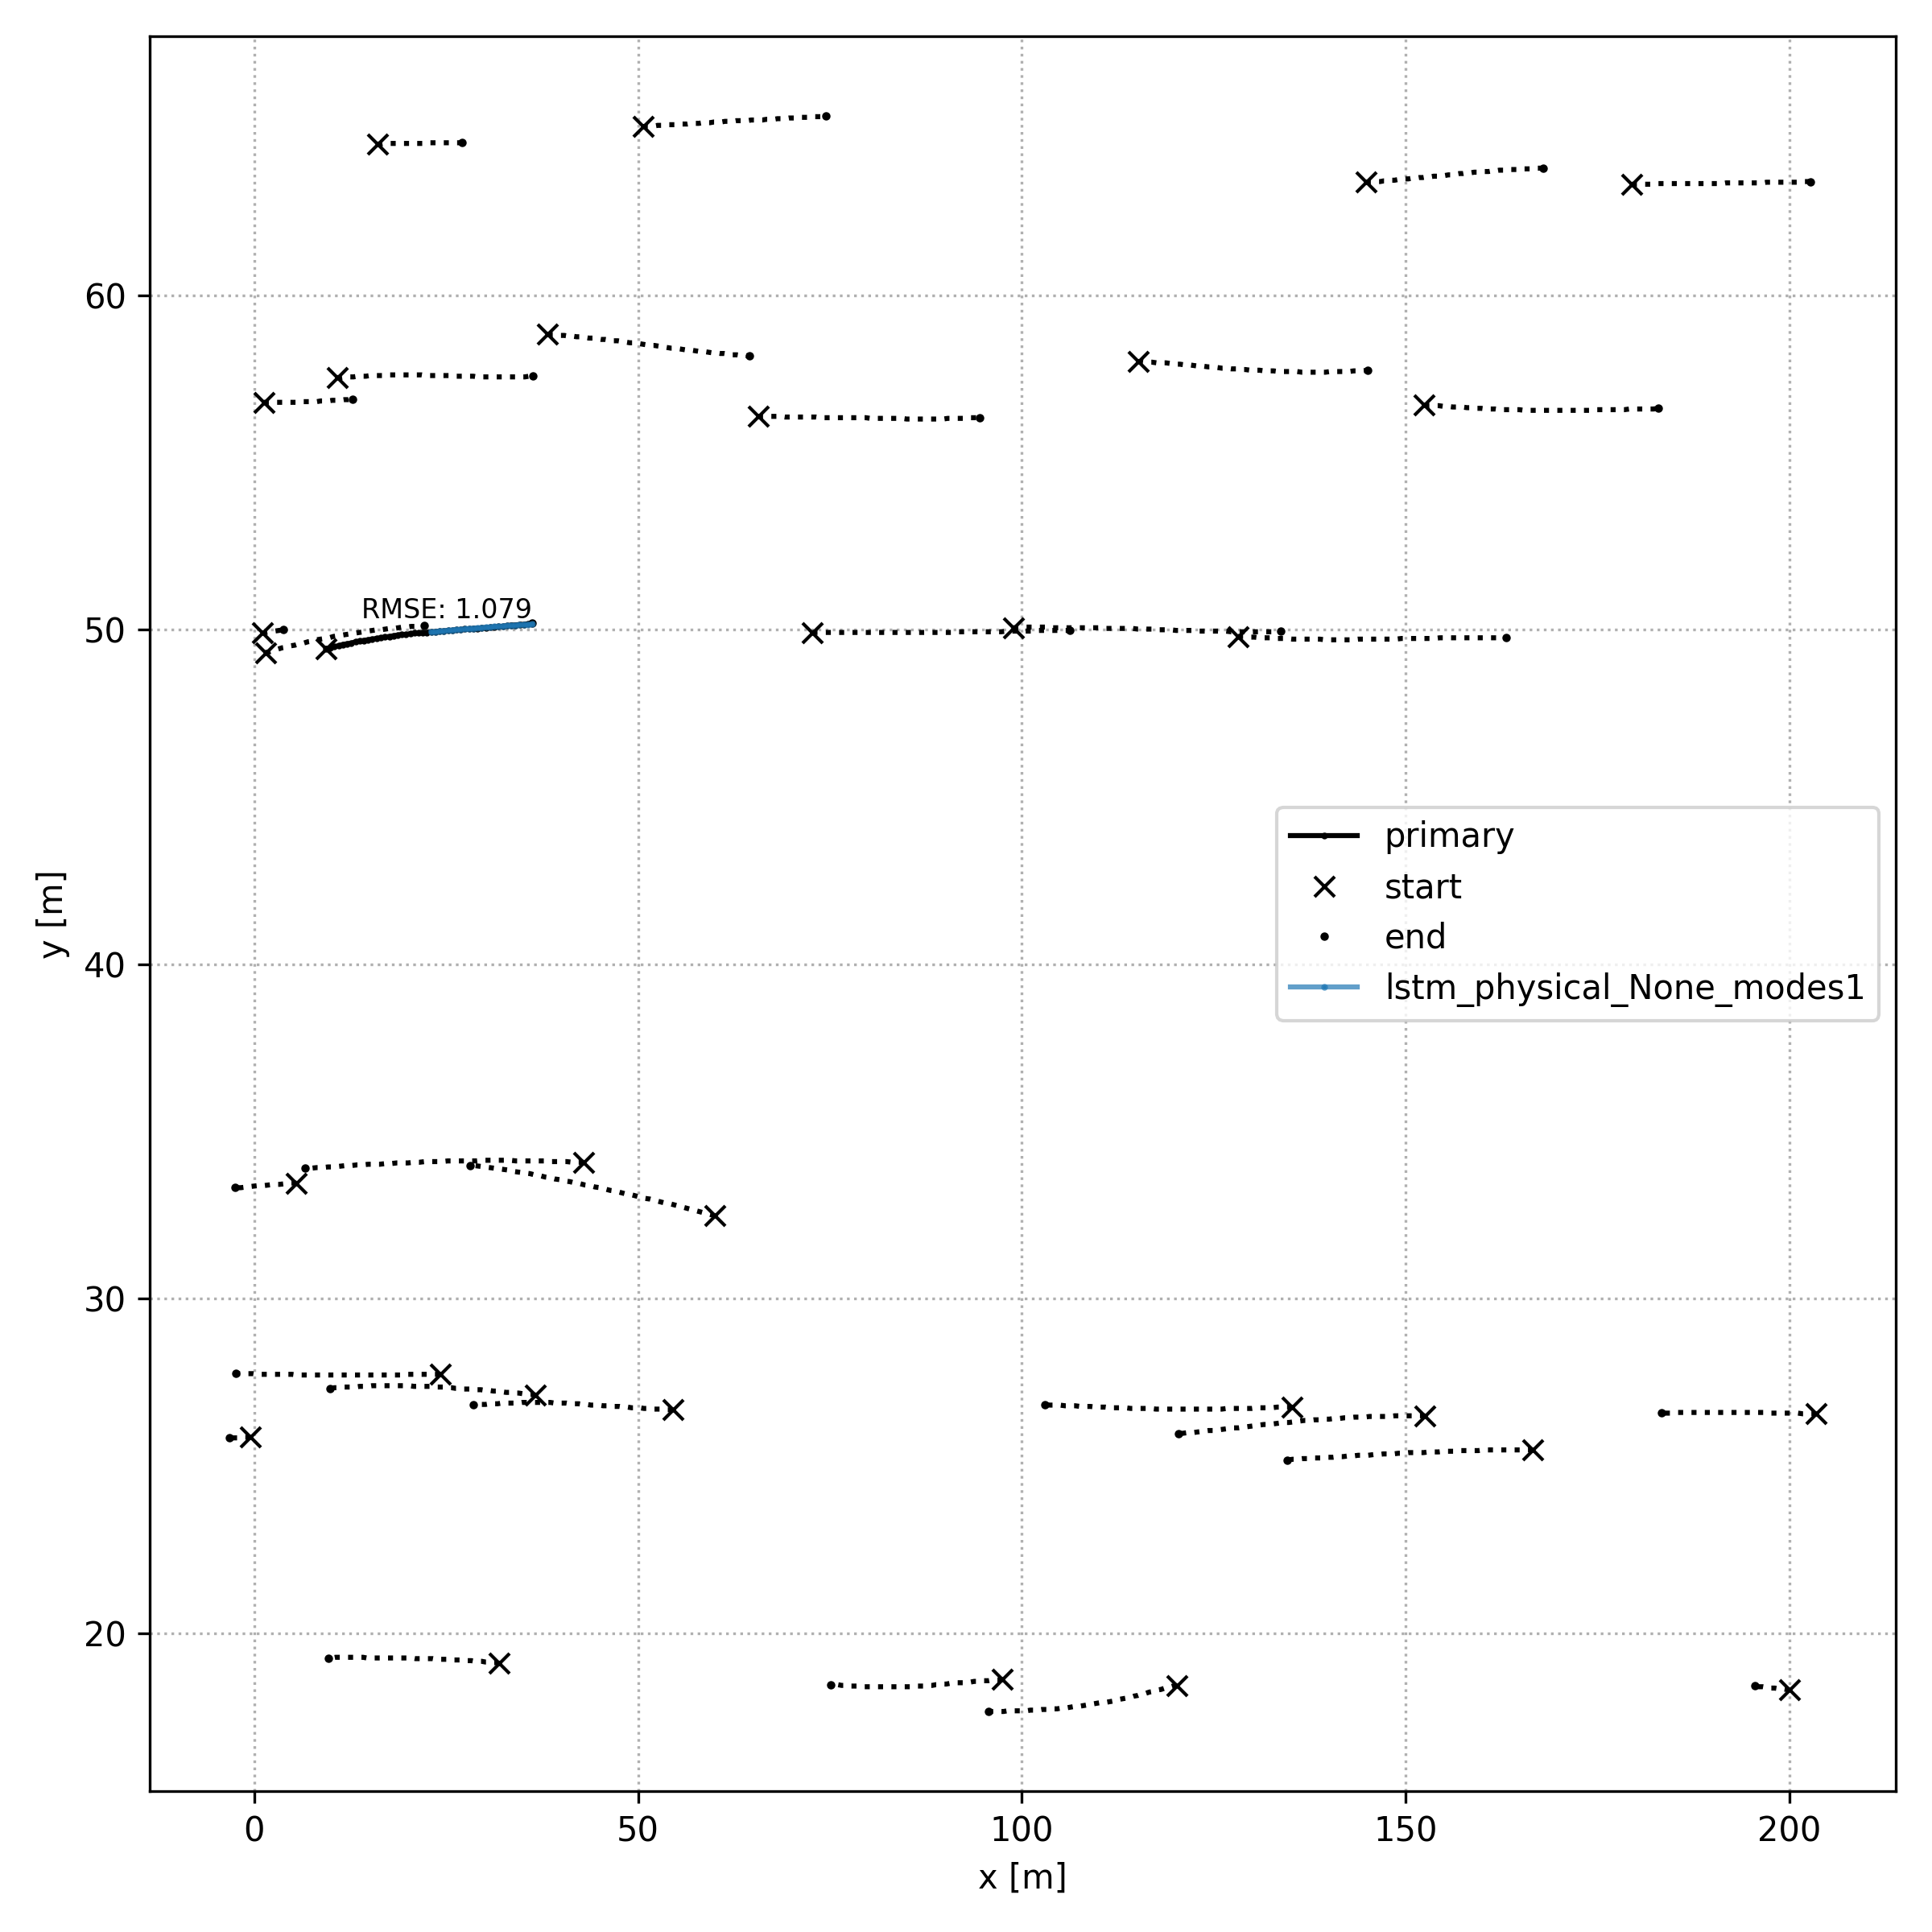 60
50
40
30
20
y [m]
RMSE: 1.079
primary
start
end
lstm_physical_None_modes1
0 50 100 150 200
x [m]